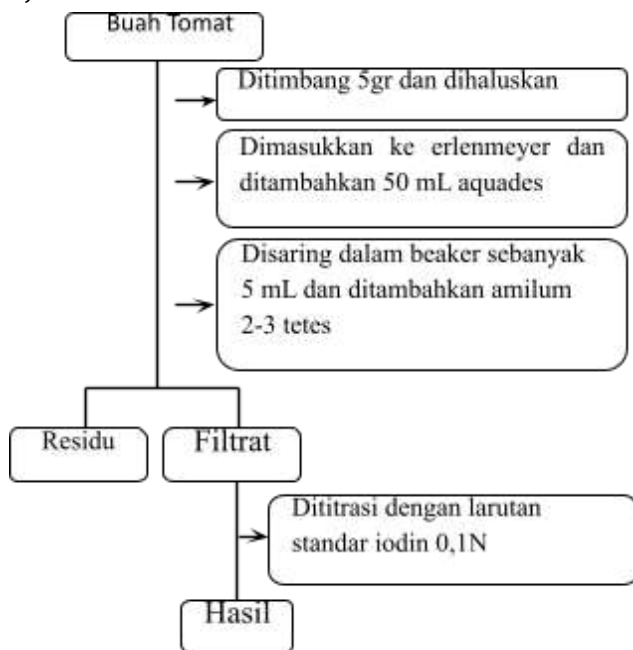 Buah Tomat
Ditimbang 5gr dan dihaluskan
Dimasukkan ke erlenmeyer dan
ditambahkan 50 mL aquades
Disaring dalam beaker sebanyak
5 mL dan ditambahkan amilum
2-3 tetes
Residu
Filtrat
Dititrasi dengan larutan
standar iodin 0,1N
Hasil